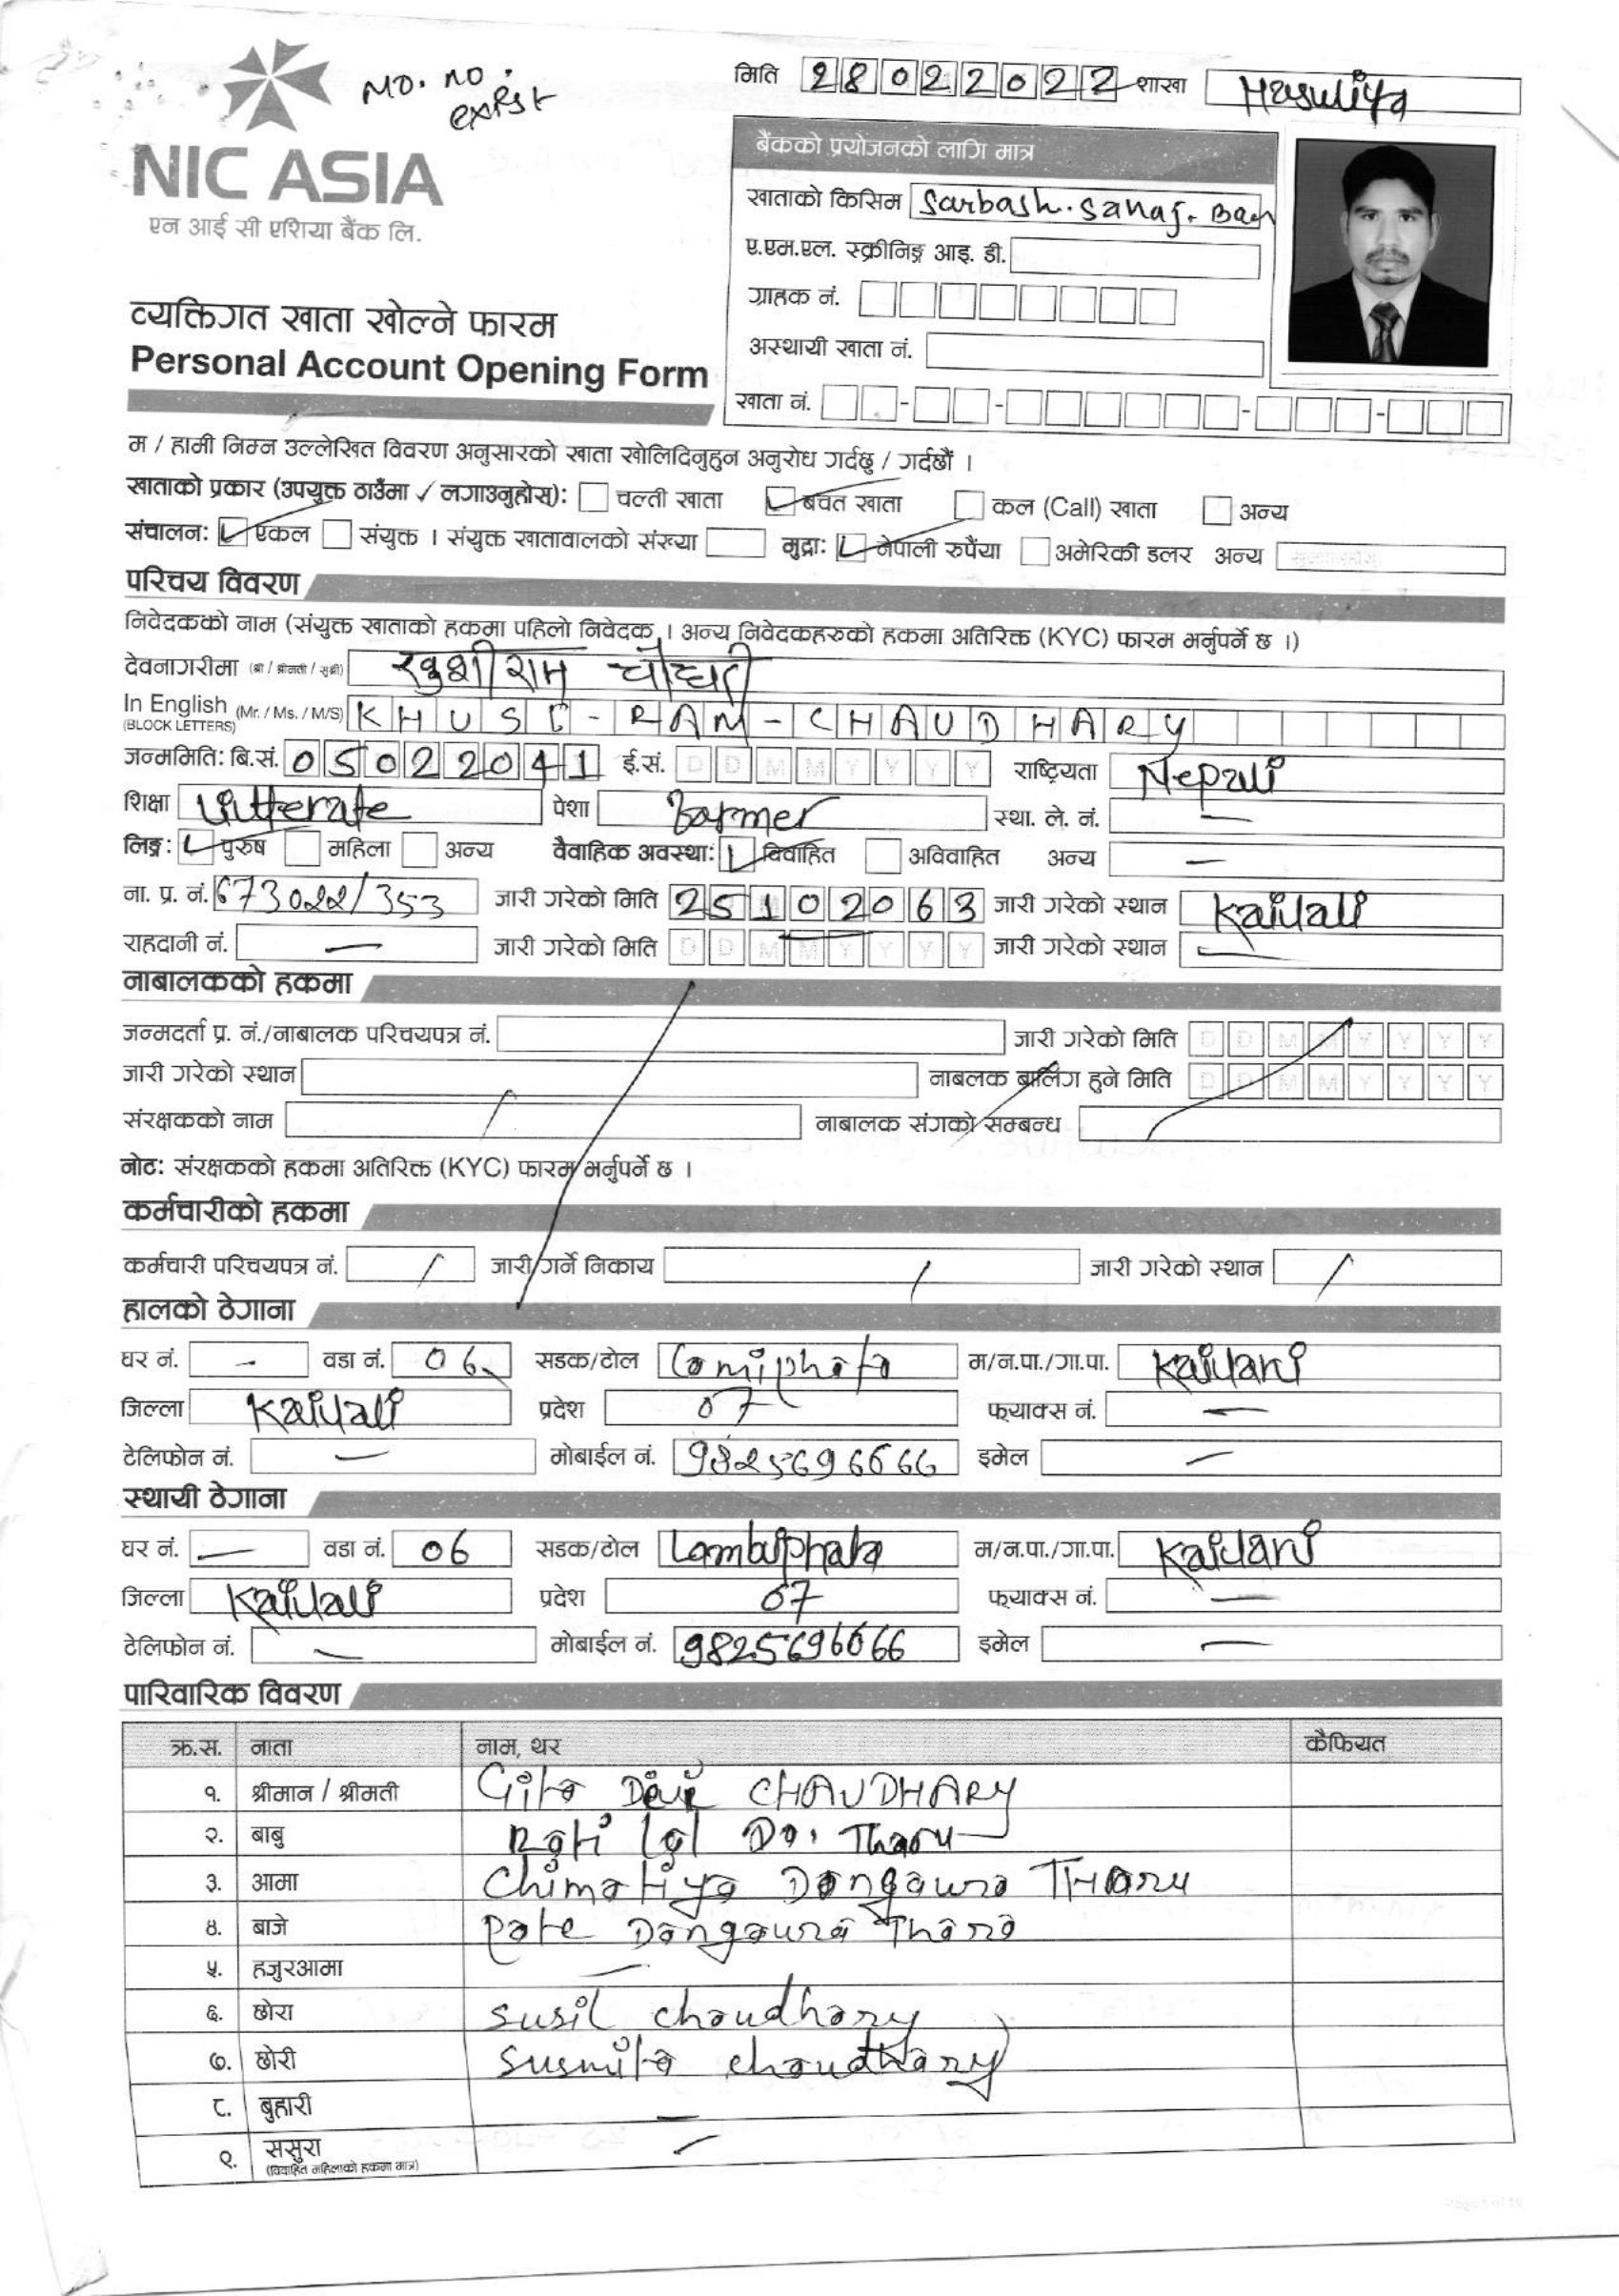 MO. NO. exist
मिति 28022022 शाखा Hasuliya
NIC ASIA
एन आई सी एशिया बैंक लि.
बैंकको प्रयोजनको लागि मात्र
खाताको किसिम Sarbash. Sanaj. Bach
ए.एम.एल. स्क्रीनिङ्ग आइ. डी.
ग्राहक नं.
अस्थायी खाता नं.
खाता नं.
व्यक्तिगत खाता खोल्ने फारम
Personal Account Opening Form
म / हामी निम्न उल्लेखित विवरण अनुसारको खाता खोलिदिनुहुन अनुरोध गर्दछु / गर्दछौं ।
खाताको प्रकार (उपयुक्त ठाउँमा ✓ लगाउनुहोस्): चल्ती खाता बचत खाता कल (Call) खाता अन्य
संचालन: एकल संयुक्त । संयुक्त खातावालको संख्या मुद्रा: नेपाली रुपैंया अमेरिकी डलर अन्य
परिचय विवरण
निवेदकको नाम (संयुक्त खाताको हकमा पहिलो निवेदक । अन्य निवेदकहरुको हकमा अतिरिक्त (KYC) फारम भर्नुपर्ने छ ।)
देवनागरीमा (श्री / श्रीमती / सुश्री) खुशीराम चौधरी
In English (Mr. / Ms. / M/S) KHUSI-RAM-CHAUDHARY
(BLOCK LETTERS)
जन्ममिति: बि.सं. 05022041 ई.सं. DDMMYYYY राष्ट्रियता Nepali
शिक्षा Litterate पेशा Farmer स्था. ले. नं. —
लिङ्ग: पुरुष महिला अन्य वैवाहिक अवस्था: विवाहित अविवाहित अन्य —
ना. प्र. नं. 673022/353 जारी गरेको मिति 25102063 जारी गरेको स्थान Kailali
राहदानी नं. — जारी गरेको मिति DDMMYYYY जारी गरेको स्थान —
नाबालकको हकमा
जन्मदर्ता प्र. नं./नाबालक परिचयपत्र नं. जारी गरेको मिति DDMMYYYY
जारी गरेको स्थान नाबलक बालिग हुने मिति DDMMYYYY
संरक्षकको नाम नाबालक संगको सम्बन्ध
नोट: संरक्षकको हकमा अतिरिक्त (KYC) फारम भर्नुपर्ने छ ।
कर्मचारीको हकमा
कर्मचारी परिचयपत्र नं. जारी गर्ने निकाय जारी गरेको स्थान
हालको ठेगाना
घर नं. - वडा नं. 06 सडक/टोल Lamiphata म/न.पा./गा.पा. Kailari
जिल्ला Kailali प्रदेश 07 फ्याक्स नं. —
टेलिफोन नं. — मोबाईल नं. 9825696666 इमेल —
स्थायी ठेगाना
घर नं. — वडा नं. 06 सडक/टोल Lambiphata म/न.पा./गा.पा. Kailari
जिल्ला Kailali प्रदेश 07 फ्याक्स नं. —
टेलिफोन नं. — मोबाईल नं. 9825696666 इमेल —
पारिवारिक विवरण
क्र.स. नाता नाम, थर कैफियत
१. श्रीमान / श्रीमती Gita Devi CHAUDHARY
२. बाबु Rati lal Da. Tharu
३. आमा Chimatiya Dangaura THaru
४. बाजे Pate Dangaura Tharu
५. हजुरआमा —
६. छोरा Susil chaudhary
७. छोरी Susmita chaudhary
८. बुहारी —
९. ससुरा —
(विवाहित महिलाको हकमा मात्र)